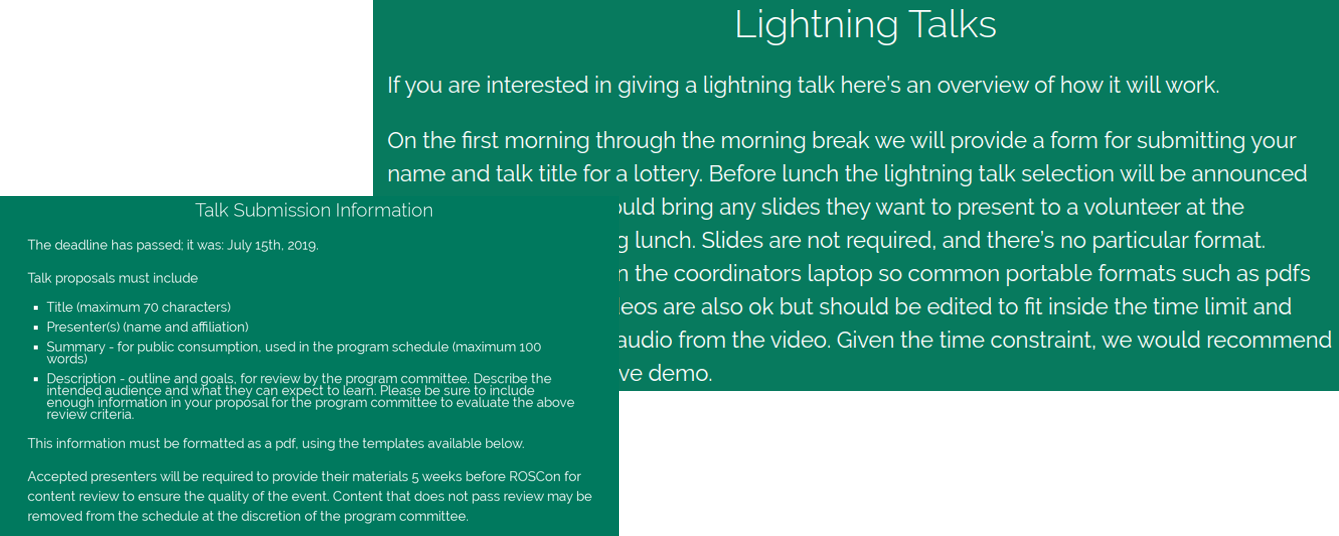 Lightning Talks
If you are interested in giving a lightning talk here's an overview of how it will work.
On the first morning through the morning break we will provide a form for submitting your
name and talk title for a lottery. Before lunch the lightning talk selection will be announced
bring any slides they want to present to a volunteer at the
lunch. Slides are not required, and there's no particular format.
the coordinators laptop so common portable formats such as pdfs
are also ok but should be edited to fit inside the time limit and
audio from the video. Given the time constraint, we would recommend
demo.
Talk Submission Information
The deadline has passed; it was: July 15th, 2019.
Talk proposals must include
▪ Title (maximum 70 characters)
▪ Presenter(s) (name and affiliation)
▪ Summary - for public consumption, used in the program schedule (maximum 100
words)
▪ Description - outline and goals, for review by the program committee. Describe the
intended audience and what they can expect to learn. Please be sure to include
enough information in your proposal for the program committee to evaluate the above
review criteria.
This information must be formatted as a pdf, using the templates available below.
Accepted presenters will be required to provide their materials 5 weeks before ROSCon for
content review to ensure the quality of the event. Content that does not pass review may be
removed from the schedule at the discretion of the program committee.